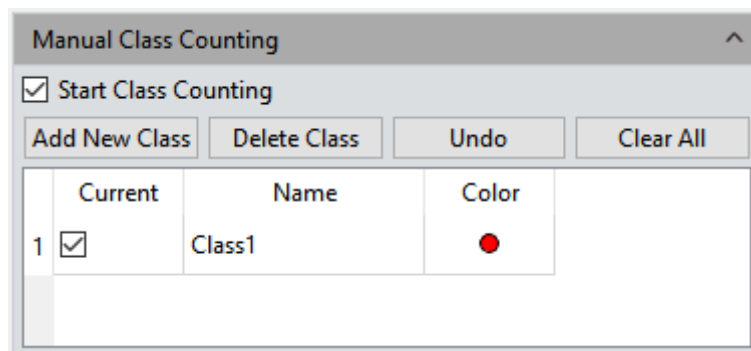 Manual Class Counting
Start Class Counting
Add New Class Delete Class Undo Clear All
Current Name Color
1 Class1